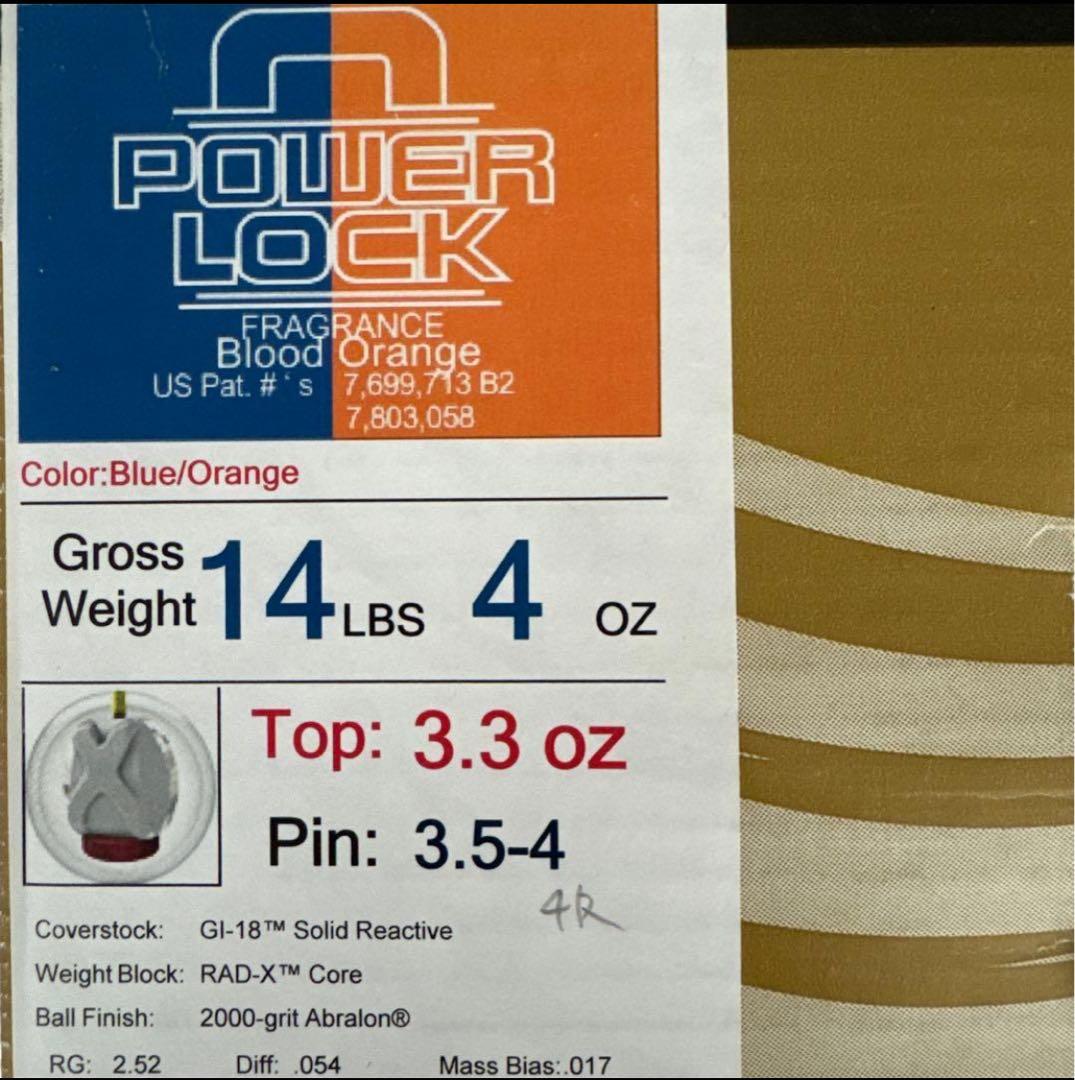 POWER
LOCK
FRAGRANCE
Blood Orange
US Pat. #'s 7,699,713 B2
7,803,058
Color:Blue/Orange
Gross Weight 14 LBS 4 OZ
Top: 3.3 oz
Pin: 3.5-4
4R
Coverstock: GI-18™ Solid Reactive
Weight Block: RAD-X™ Core
Ball Finish: 2000-grit Abralon®
RG: 2.52 Diff: .054 Mass Bias:.017